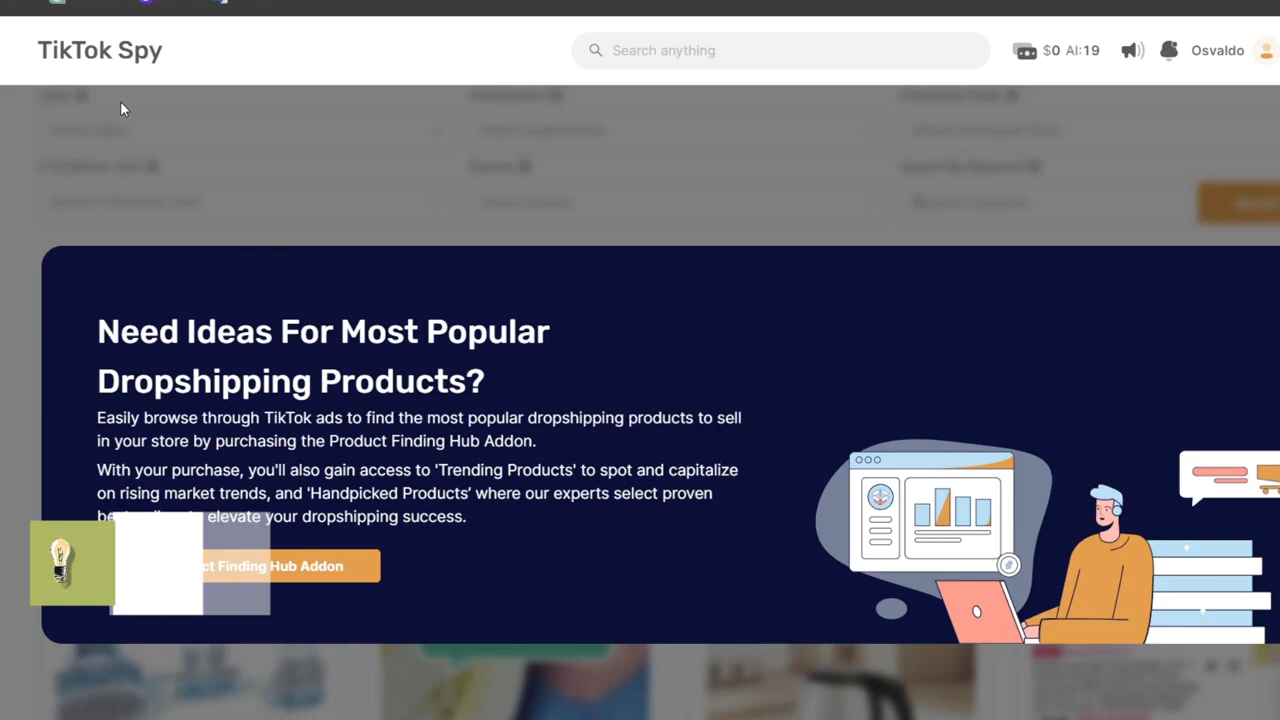 TikTok Spy
Search anything
$0 AI:19
Osvaldo
Need Ideas For Most Popular
Dropshipping Products?
Easily browse through TikTok ads to find the most popular dropshipping products to sell
in your store by purchasing the Product Finding Hub Addon.
With your purchase, you'll also gain access to 'Trending Products' to spot and capitalize
on rising market trends, and 'Handpicked Products' where our experts select proven
elevate your dropshipping success.
Finding Hub Addon